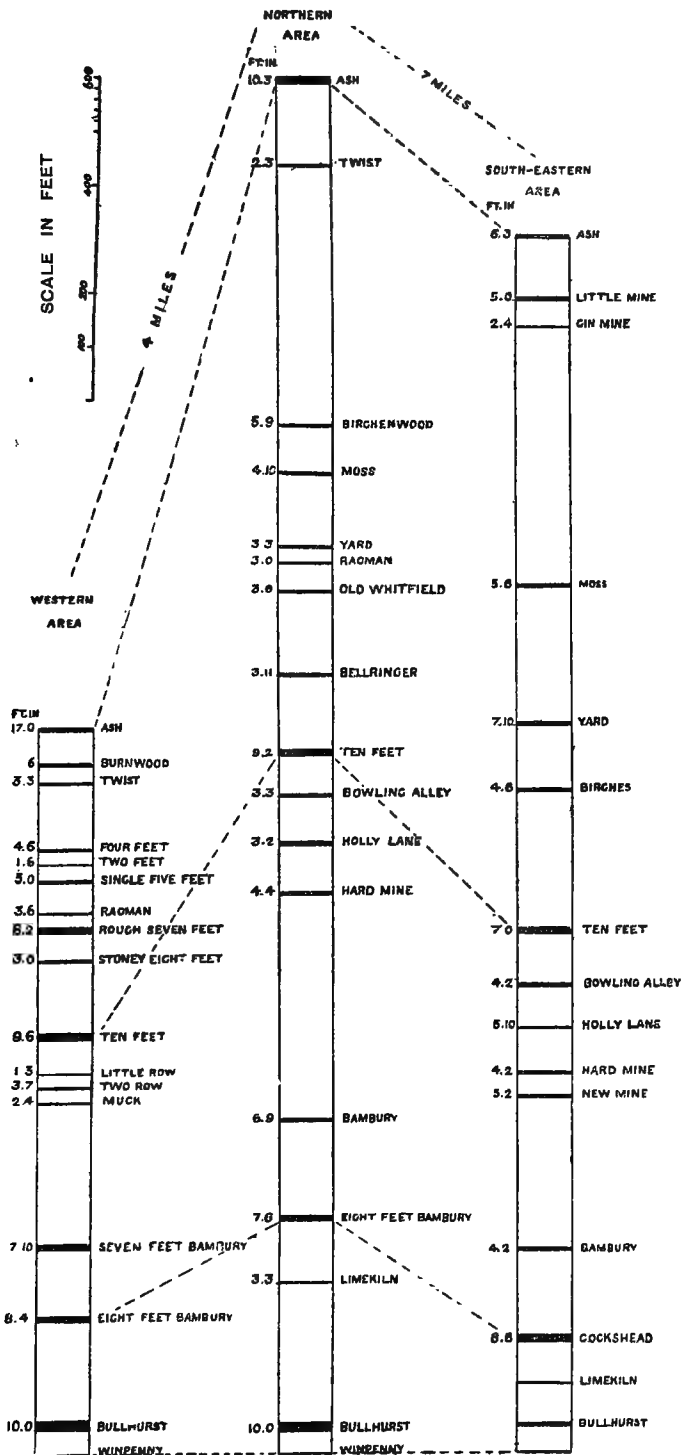 NORTHERN
AREA
FT.IN
10.3 ASH
2.3 TWIST
5.9 BIRCHENWOOD
4.10 MOSS
3.3 YARD
3.0 RAGMAN
3.6 OLD WHITFIELD
3.11 BELLRINGER
9.2 TEN FEET
3.3 BOWLING ALLEY
3.2 HOLLY LANE
4.4 HARD MINE
6.9 BAMBURY
7.6 EIGHT FEET BAMBURY
3.3 LIMEKILN
10.0 BULLHURST
WINPENNY
7 MILES
SOUTH-EASTERN
AREA
FT.IN
6.3 ASH
5.0 LITTLE MINE
2.4 GIN MINE
5.6 MOSS
7.10 YARD
4.6 BIRCHES
7.0 TEN FEET
4.2 BOWLING ALLEY
5.10 HOLLY LANE
4.2 HARD MINE
5.2 NEW MINE
4.2 BAMBURY
COCKSHEAD
LIMEKILN
BULLHURST
SCALE IN FEET
400
100
4 MILES
WESTERN
AREA
FT.IN
17.0 ASH
6 BURNWOOD
3.3 TWIST
4.6 FOUR FEET
1.6 TWO FEET
SINGLE FIVE FEET
3.6 RAGMAN
8.2 ROUGH SEVEN FEET
3.0 STONEY EIGHT FEET
TEN FEET
1.3 LITTLE ROW
3.7 TWO ROW
2.4 MUCK
7.10 SEVEN FEET BAMBURY
8.4 EIGHT FEET BAMBURY
10.0 BULLHURST
WINPENNY